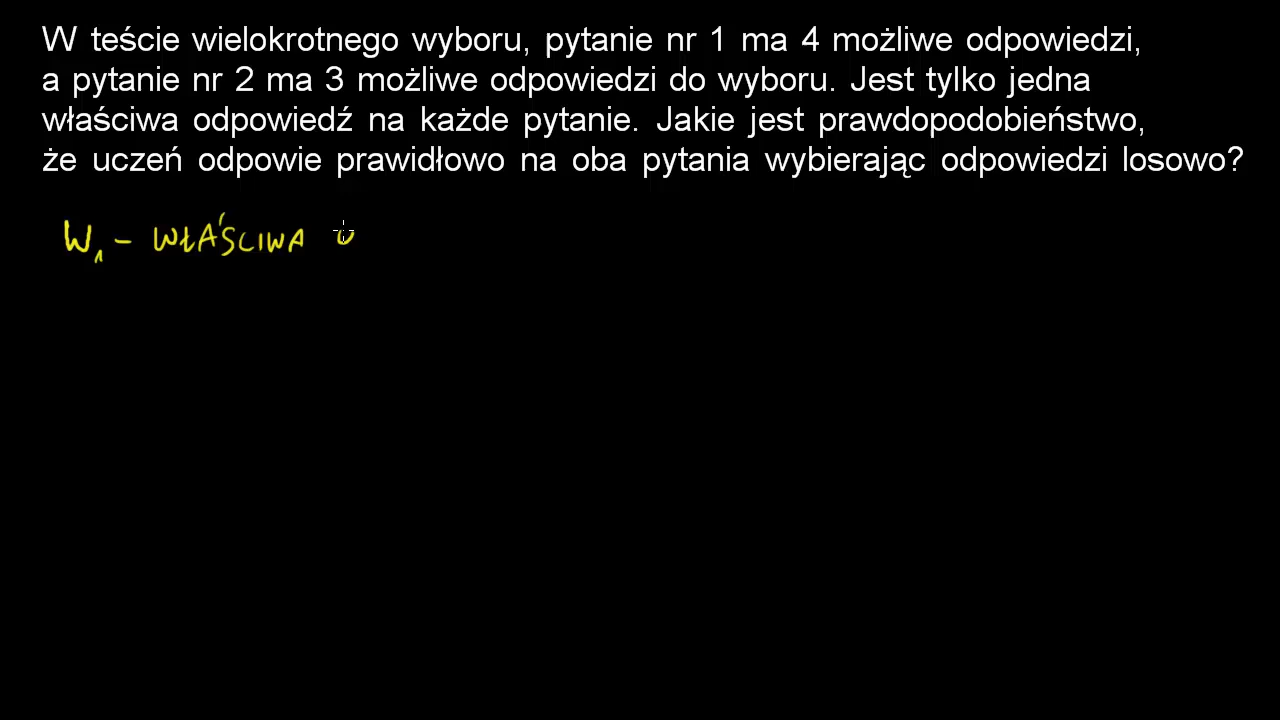 W teście wielokrotnego wyboru, pytanie nr 1 ma 4 możliwe odpowiedzi,
a pytanie nr 2 ma 3 możliwe odpowiedzi do wyboru. Jest tylko jedna
właściwa odpowiedź na każde pytanie. Jakie jest prawdopodobieństwo,
że uczeń odpowie prawidłowo na oba pytania wybierając odpowiedzi losowo?
W₁ - WŁAŚCIWA